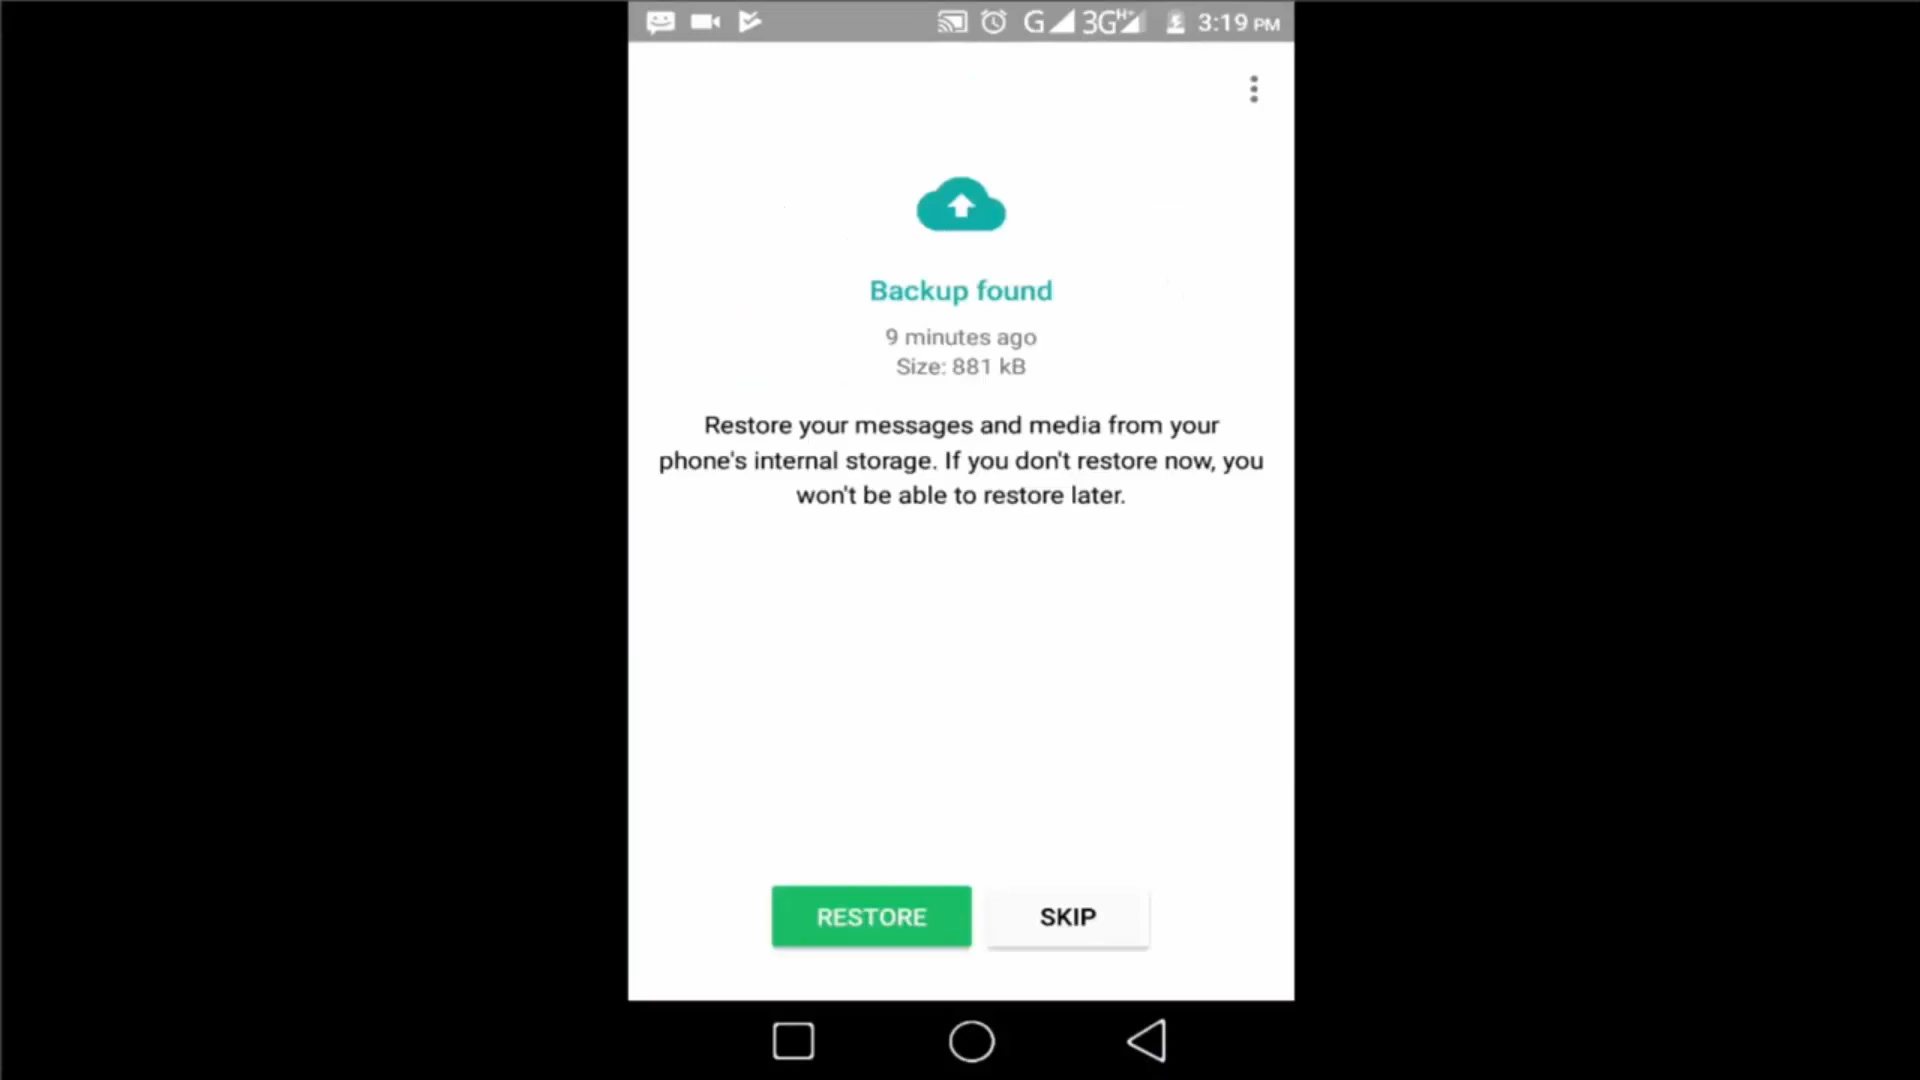 G 3G H+ 3:19 PM
Backup found
9 minutes ago
Size: 881 kB
Restore your messages and media from your
phone's internal storage. If you don't restore now, you
won't be able to restore later.
RESTORE SKIP